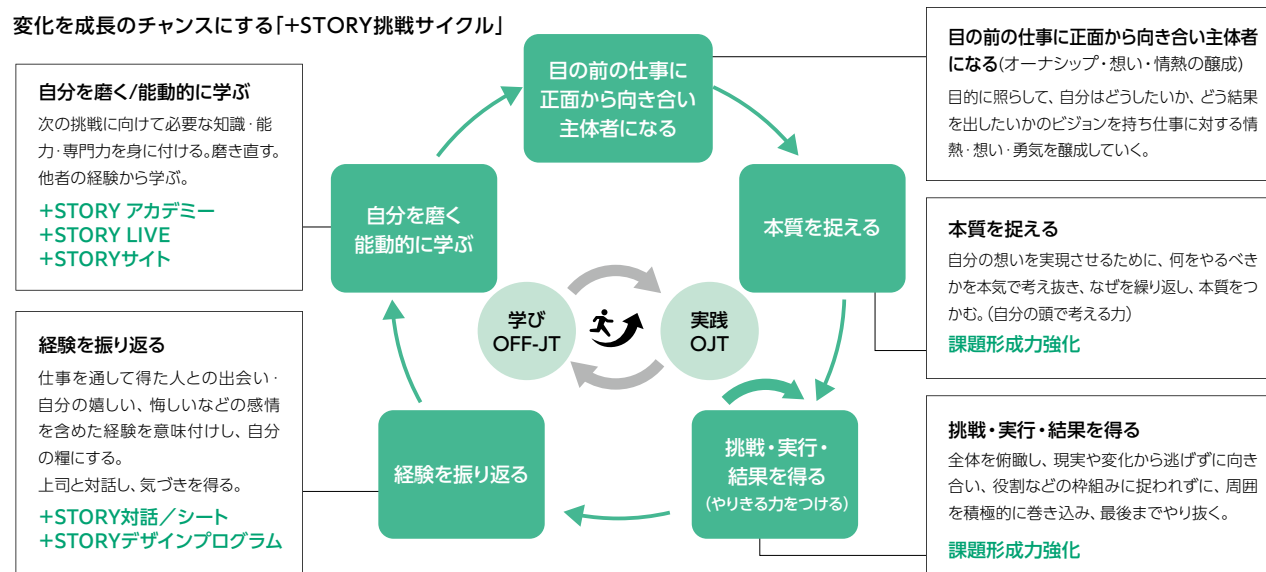 変化を成長のチャンスにする「+STORY挑戦サイクル」
自分を磨く/能動的に学ぶ
次の挑戦に向けて必要な知識・能
力・専門力を身に付ける。磨き直す。
他者の経験から学ぶ。
+STORY アカデミー
+STORY LIVE
+STORYサイト
経験を振り返る
仕事を通して得た人との出会い・
自分の嬉しい、悔しいなどの感情
を含めた経験を意味付けし、自分
の糧にする。
上司と対話し、気づきを得る。
+STORY対話／シート
+STORYデザインプログラム
目の前の仕事に
正面から向き合い
主体者になる
本質を捉える
挑戦・実行・
結果を得る
(やりきる力をつける)
経験を振り返る
自分を磨く
能動的に学ぶ
学び
OFF-JT
実践
OJT
目の前の仕事に正面から向き合い主体者
になる(オーナシップ・想い・情熱の醸成)
目的に照らして、自分はどうしたいか、どう結果
を出したいかのビジョンを持ち仕事に対する情
熱・想い・勇気を醸成していく。
本質を捉える
自分の想いを実現させるために、何をやるべき
かを本気で考え抜き、なぜを繰り返し、本質をつ
かむ。(自分の頭で考える力)
課題形成力強化
挑戦・実行・結果を得る
全体を俯瞰し、現実や変化から逃げずに向き
合い、役割などの枠組みに捉われずに、周囲
を積極的に巻き込み、最後までやり抜く。
課題形成力強化